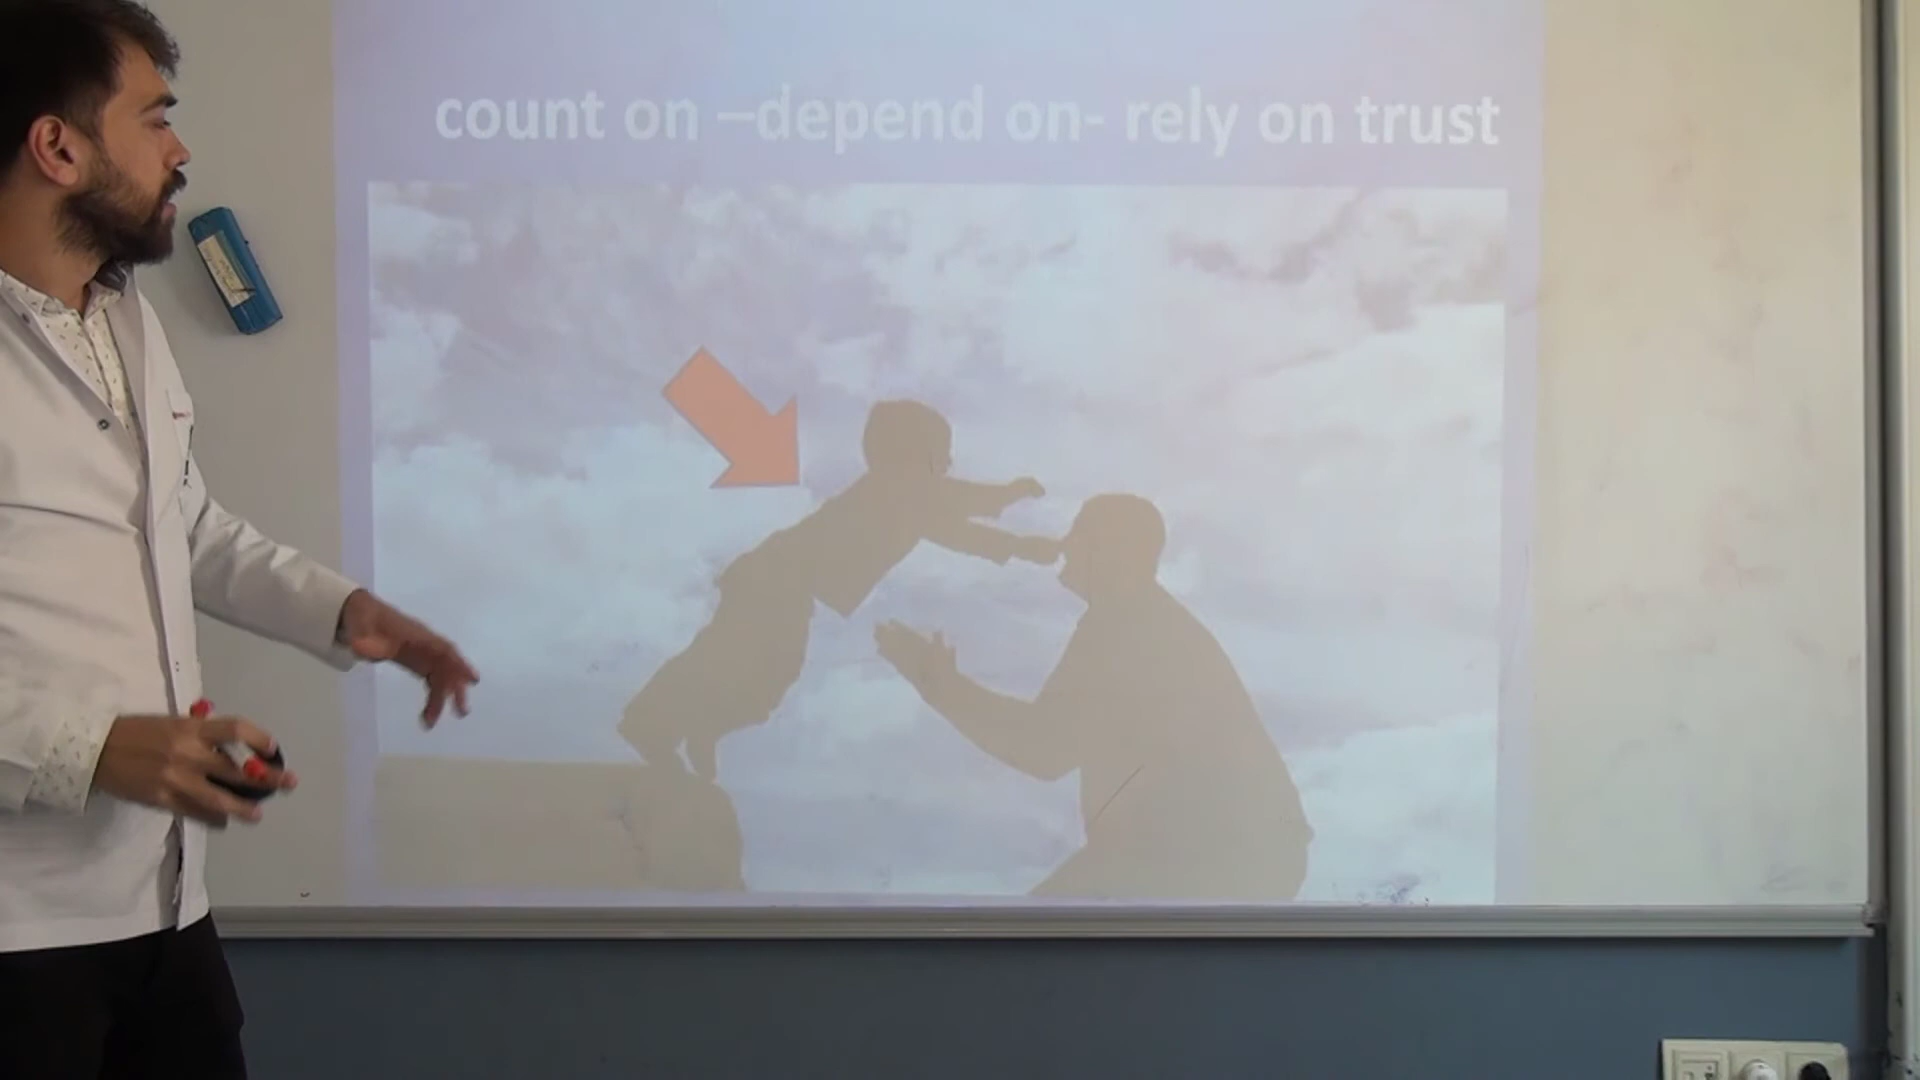 count on –depend on- rely on trust